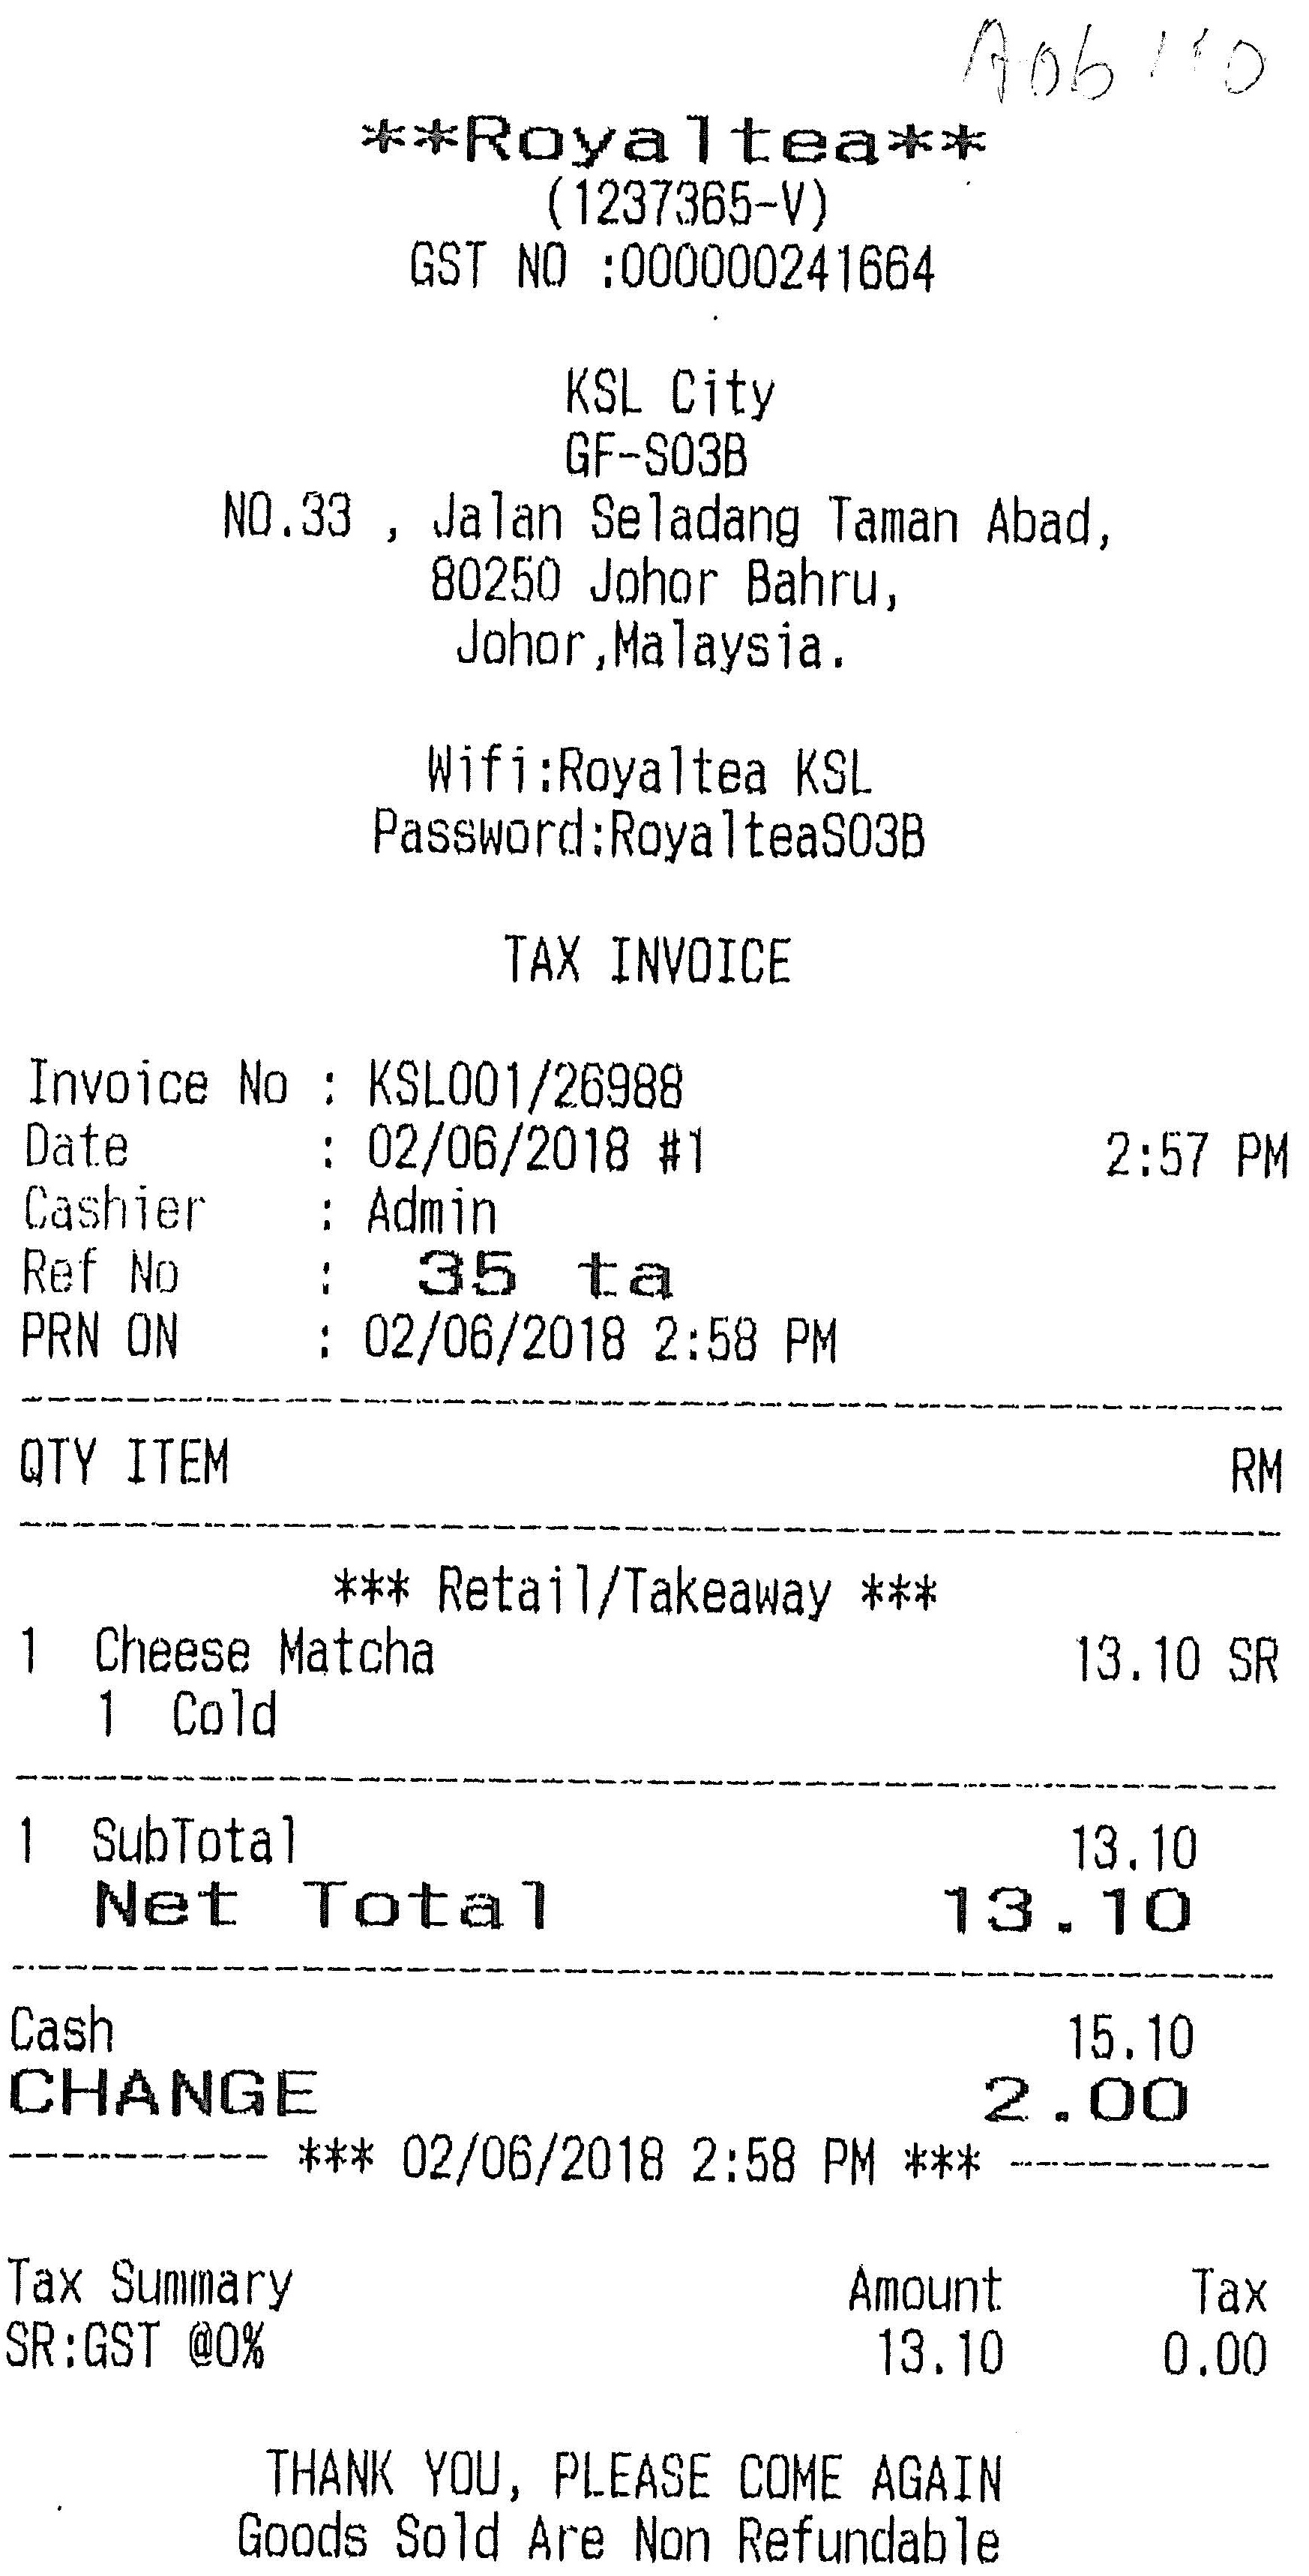 **Royaltea**
(1237365-V)
GST NO :000000241664
KSL City
GF-S03B
NO.33 , Jalan Seladang Taman Abad,
80250 Johor Bahru,
Johor,Malaysia.
Wifi:Royaltea KSL
Password:RoyalteaS03B
TAX INVOICE
Invoice No : KSL001/26988
Date : 02/06/2018 #1 2:57 PM
Cashier : Admin
Ref No : 35 ta
PRN ON : 02/06/2018 2:58 PM
QTY ITEM RM
*** Retail/Takeaway ***
1 Cheese Matcha 13.10 SR
1 Cold
1 SubTotal 13.10
Net Total 13.10
Cash 15.10
CHANGE 2.00
---------- *** 02/06/2018 2:58 PM *** ----------
Tax Summary Amount Tax
SR:GST @0% 13.10 0.00
THANK YOU, PLEASE COME AGAIN
Goods Sold Are Non Refundable